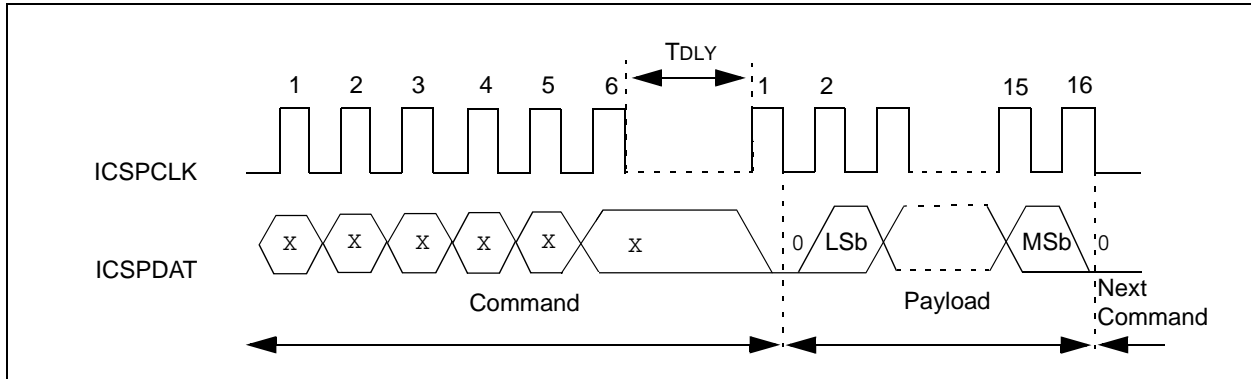 TDLY
1 2 3 4 5 6 1 2 15 16
ICSPCLK
X X X X X X 0 LSb MSb 0
ICSPDAT
Command Payload Next
Command